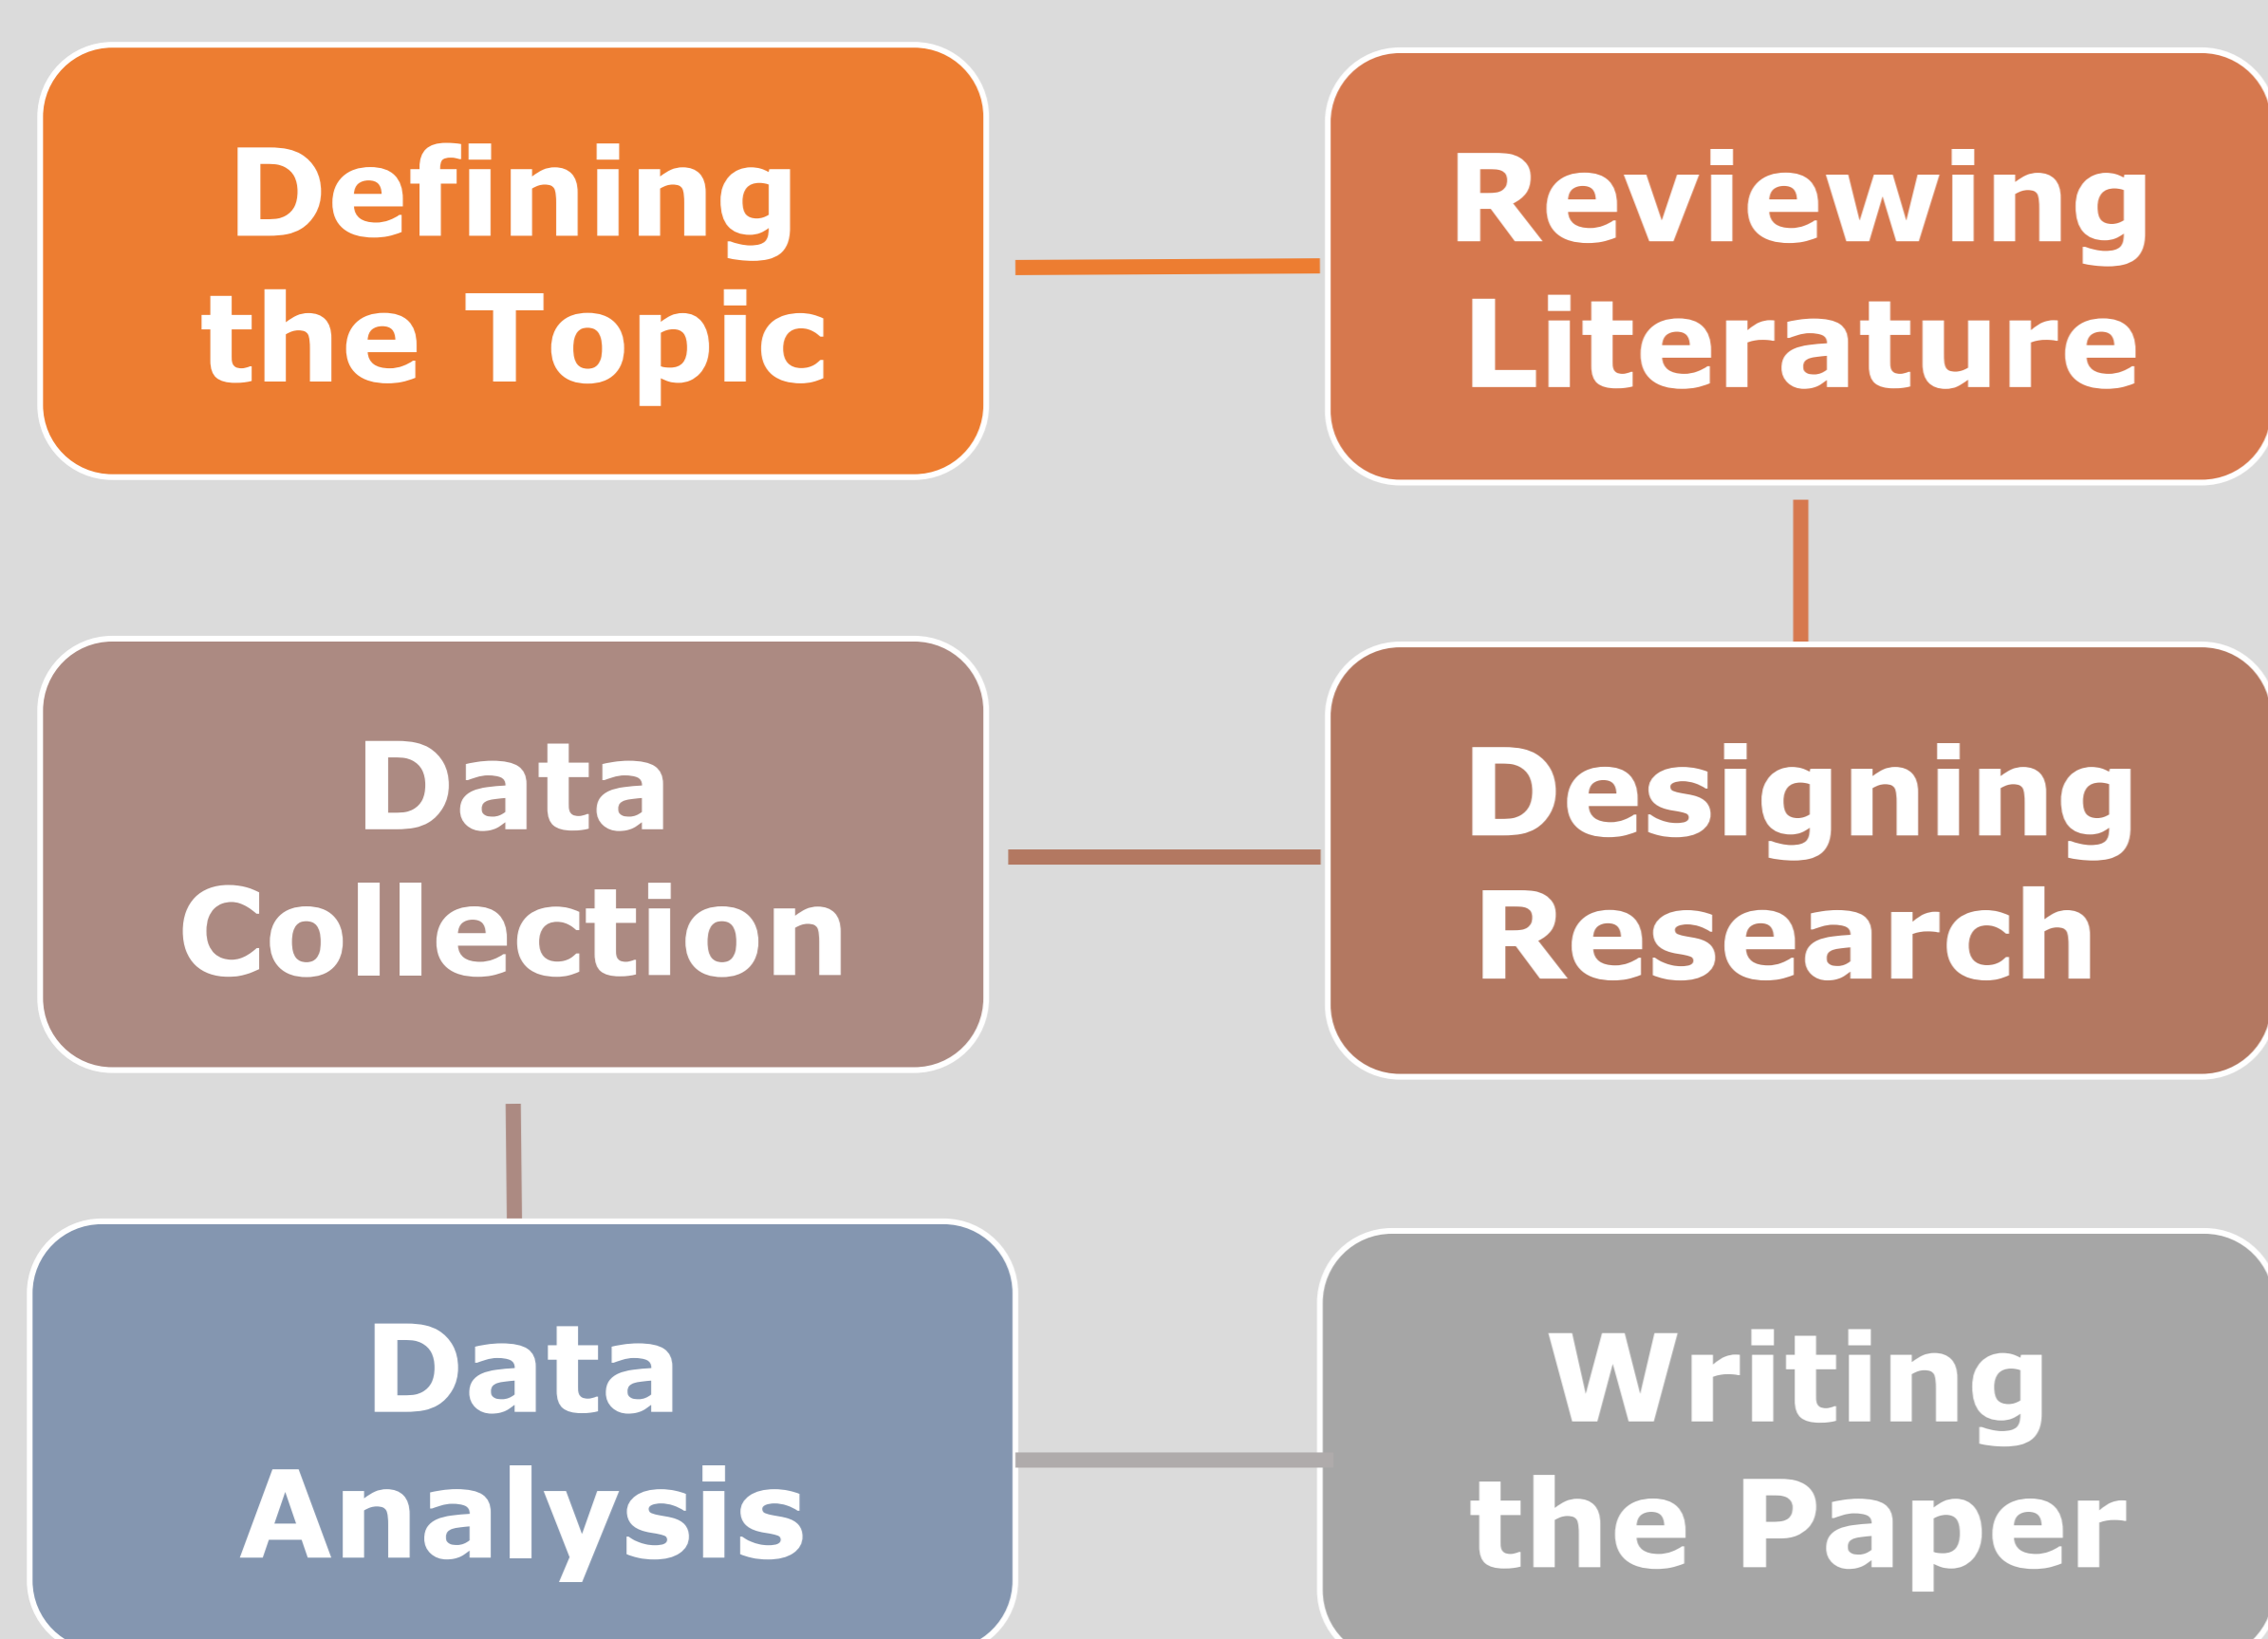 Defining
the Topic
Reviewing
Literature
Data
Collection
Designing
Research
Data
Analysis
Writing
the Paper